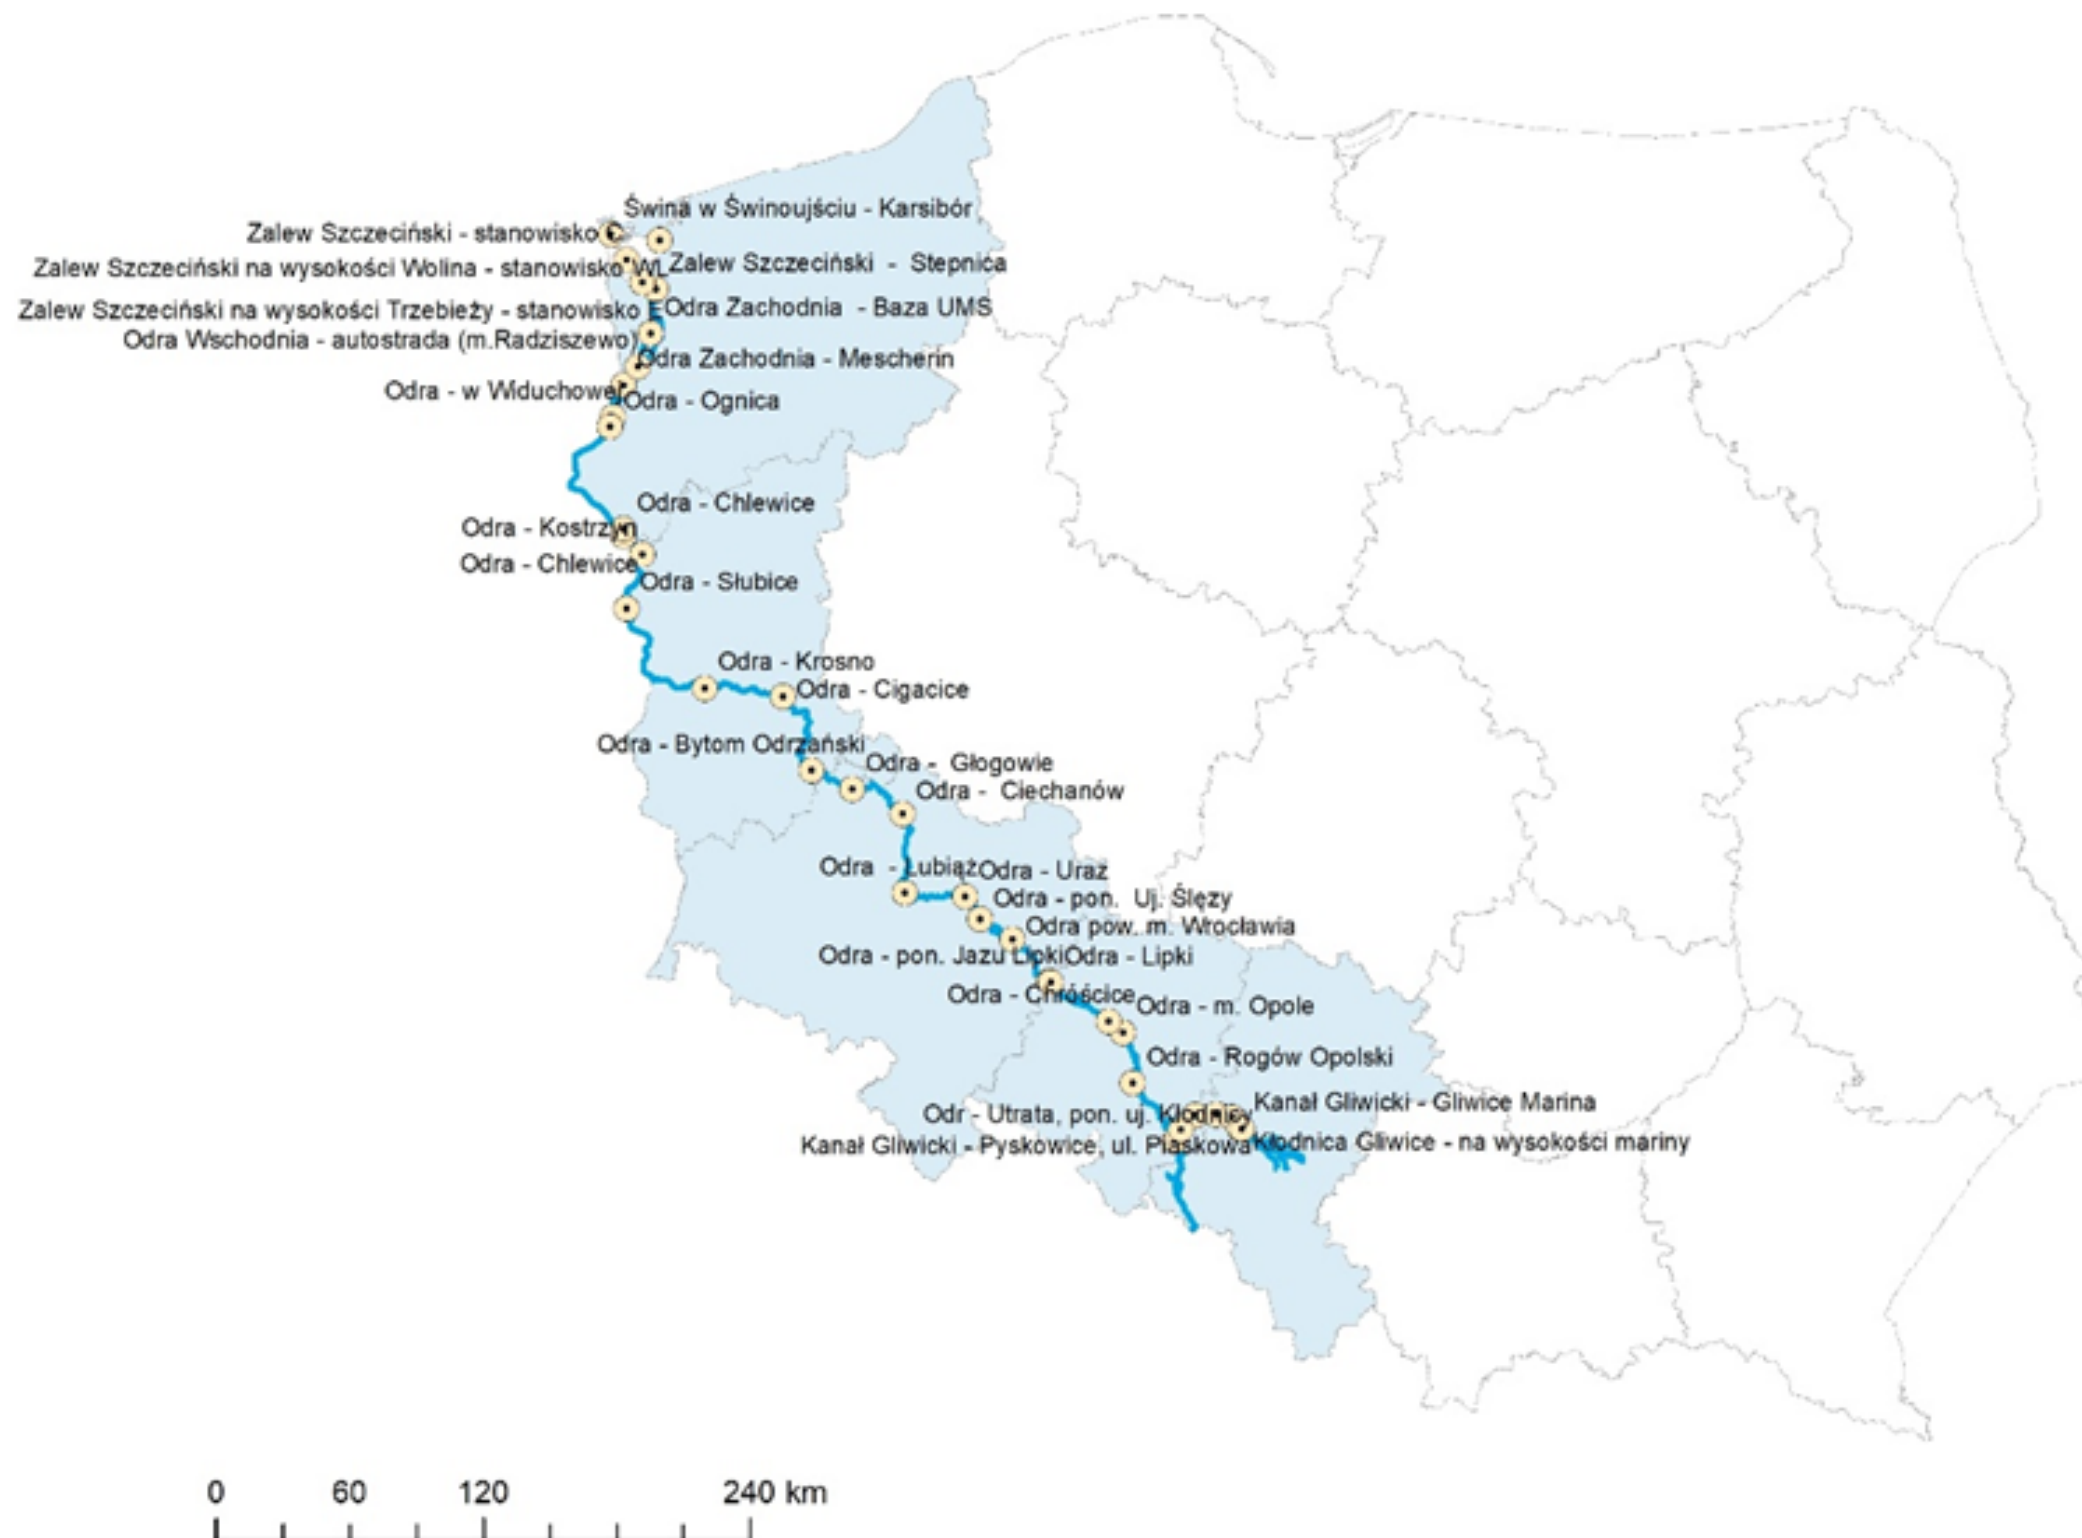 Świna w Świnoujściu - Karsibór
Zalew Szczeciński - stanowisko C
Zalew Szczeciński - Stepnica
Zalew Szczeciński na wysokości Wolina - stanowisko WL
Odra Zachodnia - Baza UMS
Zalew Szczeciński na wysokości Trzebieży - stanowisko E
Odra Wschodnia - autostrada (m.Radziszewo)
Odra Zachodnia - Mescherin
Odra - w Widuchowej
Odra - Ognica
Odra - Chlewice
Odra - Kostrzyn
Odra - Chlewice
Odra - Słubice
Odra - Krosno
Odra - Cigacice
Odra - Bytom Odrzański
Odra - Głogowie
Odra - Ciechanów
Odra - Lubiąż
Odra - Uraz
Odra - pon. Uj. Ślęzy
Odra pow. m. Wrocławia
Odra - pon. Jazu Lipki
Odra - Lipki
Odra - Chróścice
Odra - m. Opole
Odra - Rogów Opolski
Kanał Gliwicki - Gliwice Marina
Odr - Utrata, pon. uj. Kłodnicy
Kanał Gliwicki - Pyskowice, ul. Piaskowa
Kłodnica Gliwice - na wysokości mariny
0 60 120 240 km